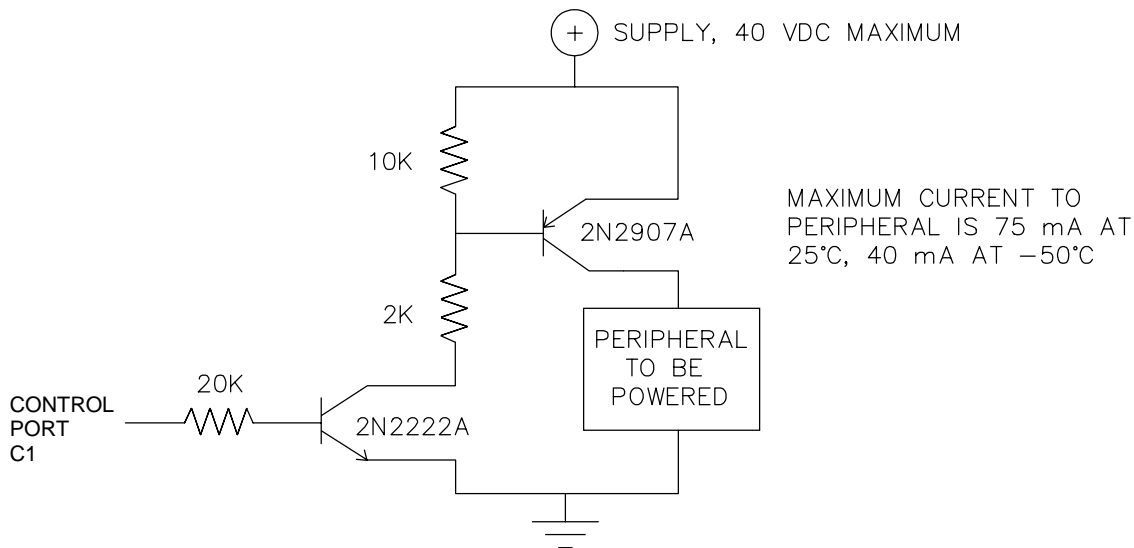 +
SUPPLY, 40 VDC MAXIMUM
10K
2N2907A
MAXIMUM CURRENT TO
PERIPHERAL IS 75 mA AT
25°C, 40 mA AT −50°C
2K
PERIPHERAL
TO BE
POWERED
20K
CONTROL
PORT
C1
2N2222A